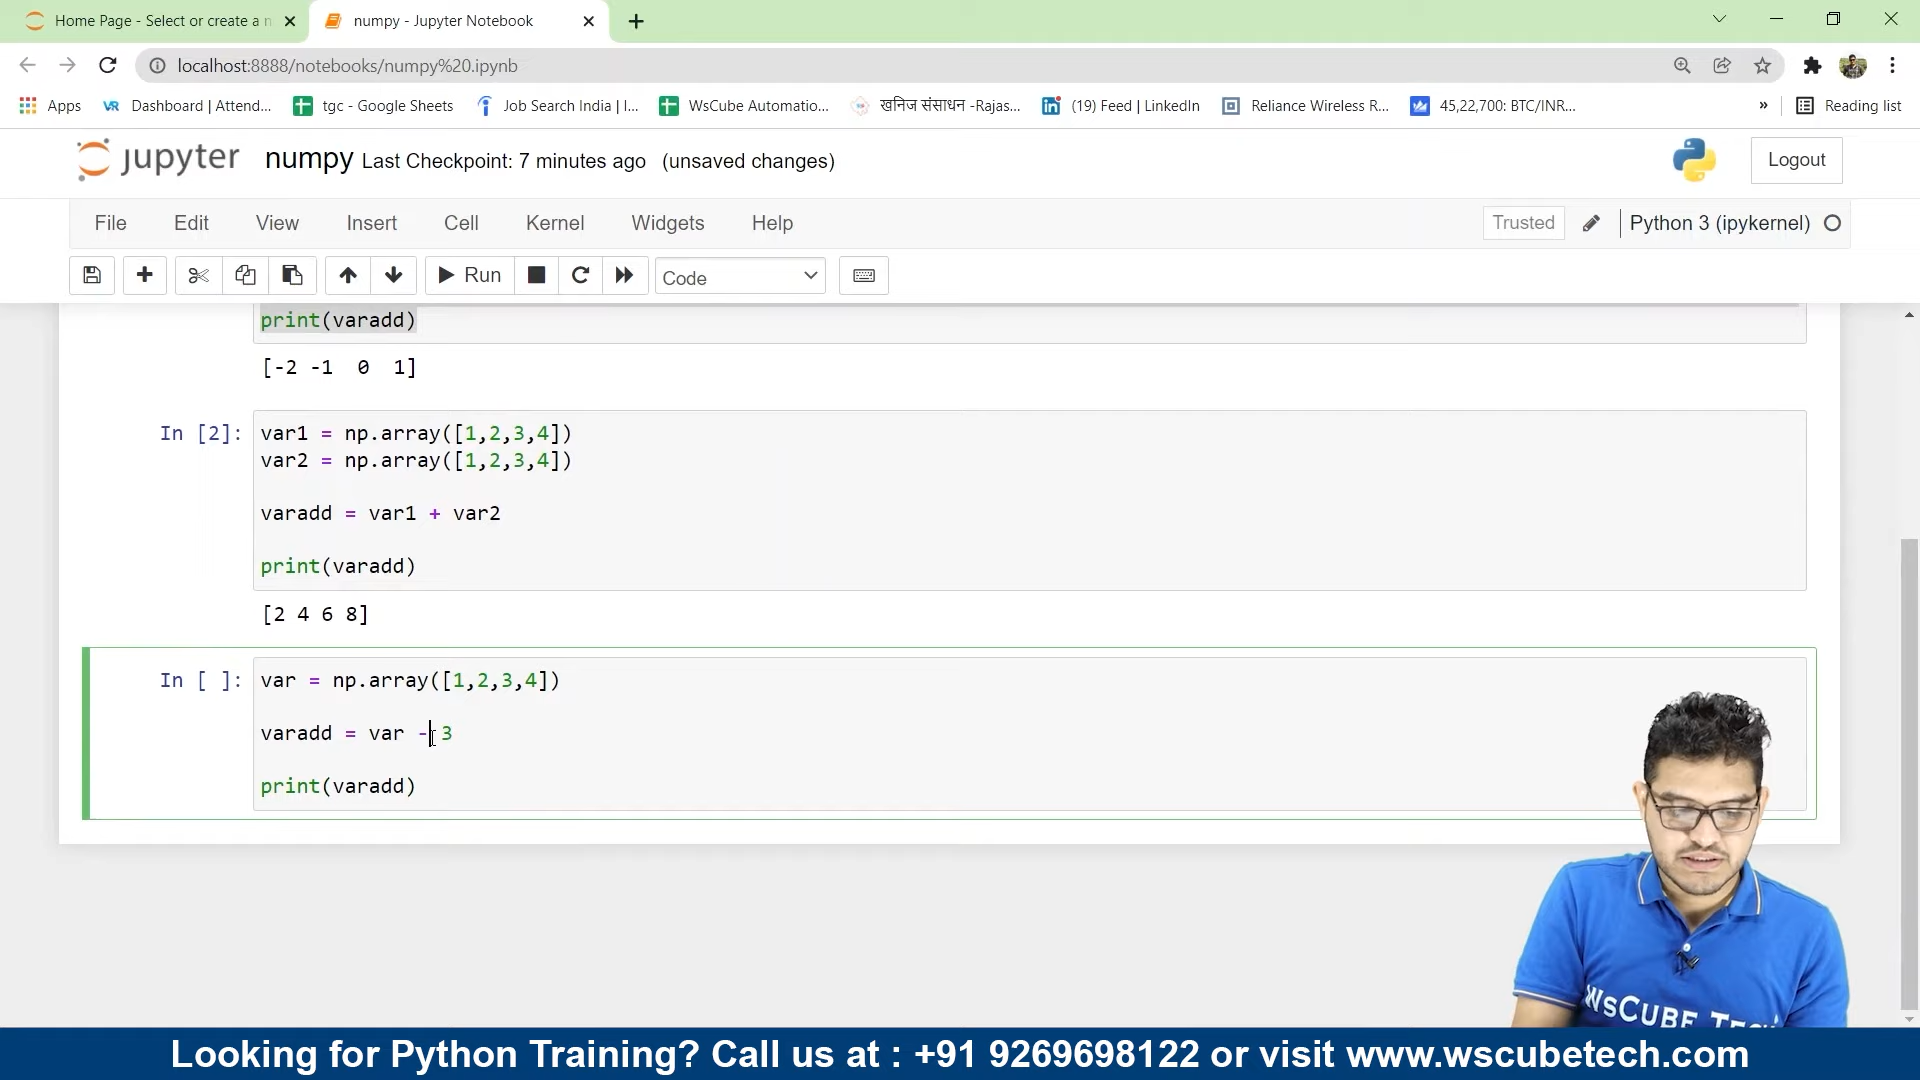 Home Page - Select or create a n
numpy - Jupyter Notebook
localhost:8888/notebooks/numpy%20.ipynb
Apps
Dashboard | Attend...
tgc - Google Sheets
Job Search India | I...
WsCube Automatio...
खनिज संसाधन -Rajas...
(19) Feed | LinkedIn
Reliance Wireless R...
45,22,700: BTC/INR...
»
Reading list
jupyter
numpy Last Checkpoint: 7 minutes ago (unsaved changes)
Logout
File Edit View Insert Cell Kernel Widgets Help
Trusted
Python 3 (ipykernel)
Run
Code
print(varadd)
[-2 -1  0  1]
In [2]:
var1 = np.array([1,2,3,4])
var2 = np.array([1,2,3,4])
varadd = var1 + var2
print(varadd)
[2 4 6 8]
In [ ]:
var = np.array([1,2,3,4])
varadd = var - 3
print(varadd)
WsCUBE TECH
Looking for Python Training? Call us at : +91 9269698122 or visit www.wscubetech.com